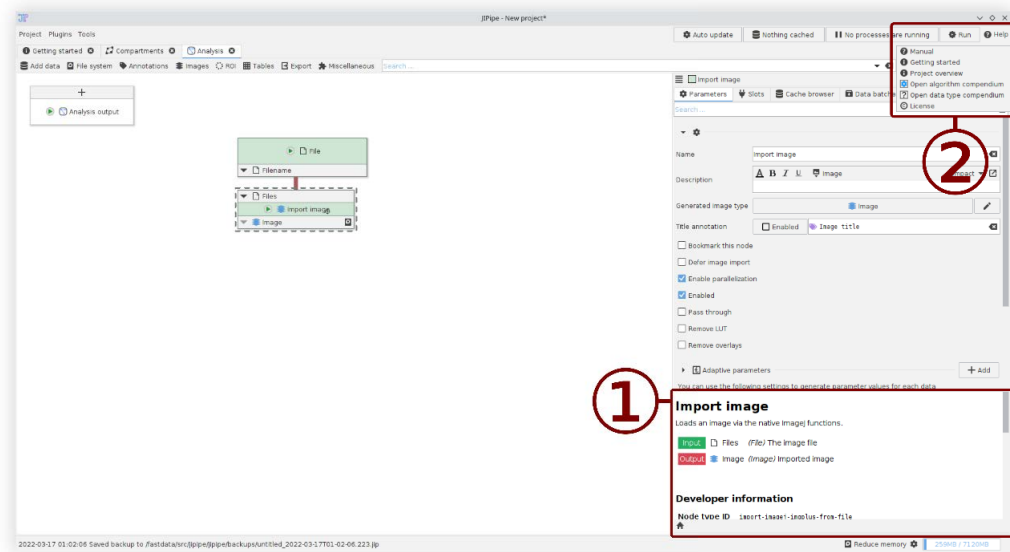 JIPipe - New project*
Project Plugins Tools
Auto update
Nothing cached
No processes are running
Run
Help
Getting started
Compartments
Analysis
Add data
File system
Annotations
Images
ROI
Tables
Export
Miscellaneous
Search ...
Manual
Getting started
Project overview
Open algorithm compendium
Open data type compendium
License
2
Analysis output
File
Filename
Files
Import image
Image
Import image
Parameters
Slots
Cache browser
Data batch
Search ...
Name
Import image
Description
A B I U Image
Generated image type
Image
Title annotation
Enabled
Image title
Bookmark this node
Defer image import
Enable parallelization
Enabled
Pass through
Remove LUT
Remove overlays
Adaptive parameters
Add
You can use the following settings to generate parameter values for each data
1
Import image
Loads an image via the native ImageJ functions.
Input Files (File) The image file
Output Image (Image) Imported image
Developer information
Node type ID import-imagej-imgplus-from-file
2022-03-17 01:02:06 Saved backup to /fastdata/src/jipipe/jipipe/backups/untitled_2022-03-17T01-02-06.223.jip
Reduce memory
259MB / 7120MB